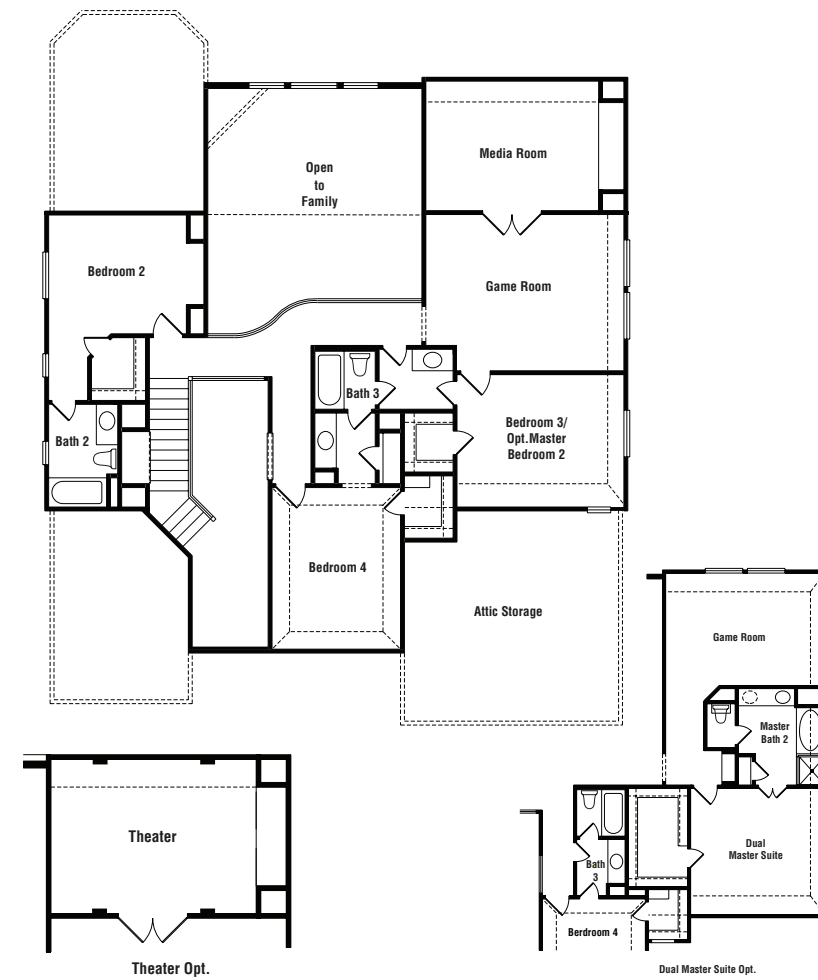 Open
to
Family
Media Room
Bedroom 2
Game Room
Bath 3
Bedroom 3/
Opt.Master
Bedroom 2
Bath 2
Bedroom 4
Attic Storage
Game Room
Master
Bath 2
Theater
Dual
Master Suite
Bath
3
Berdroom 4
Theater Opt.
Dual Master Suite Opt.